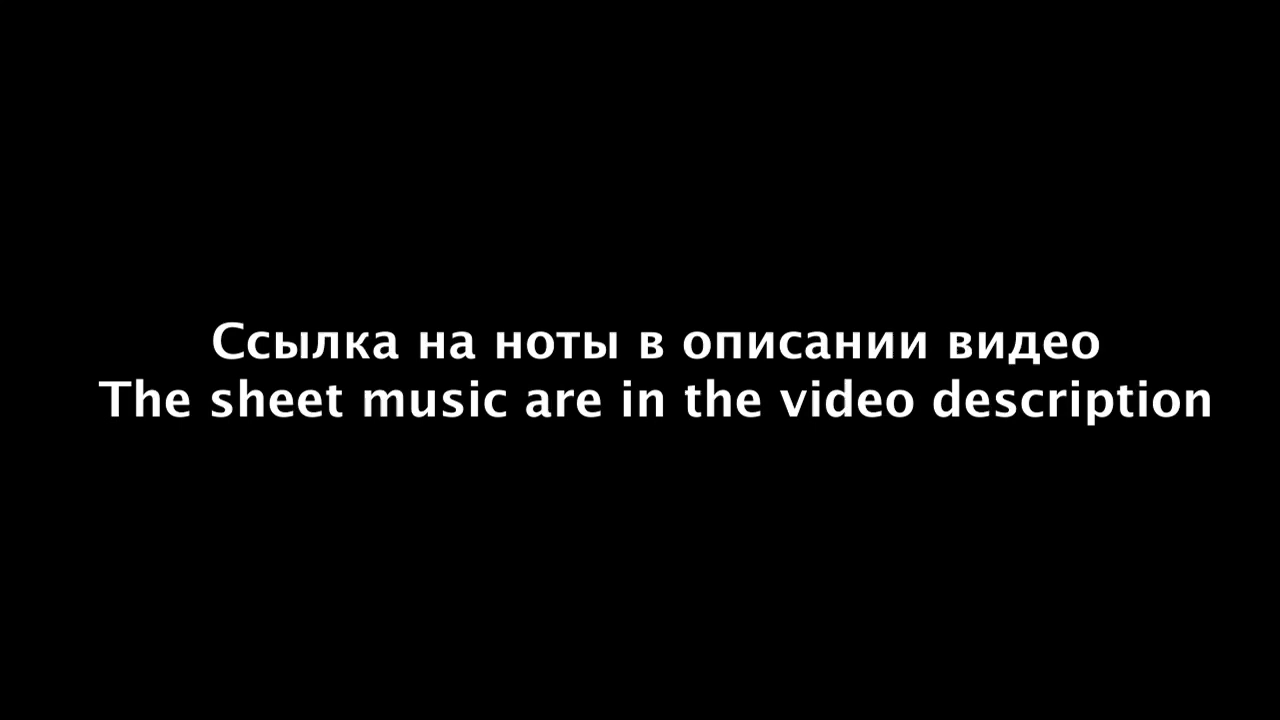 Ссылка на ноты в описании видео
The sheet music are in the video description